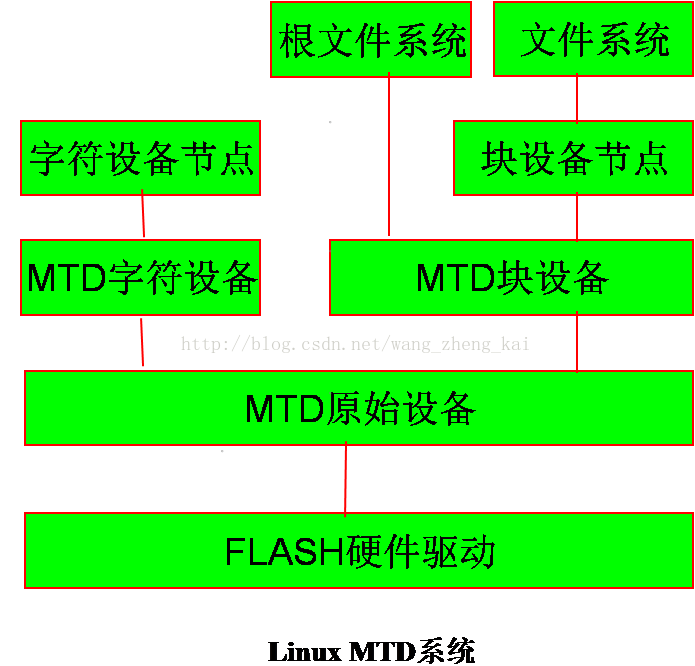 根文件系统
文件系统
字符设备节点
块设备节点
MTD字符设备
MTD块设备
http://blog.csdn.net/wang_zheng_kai
MTD原始设备
FLASH硬件驱动
Linux MTD系统